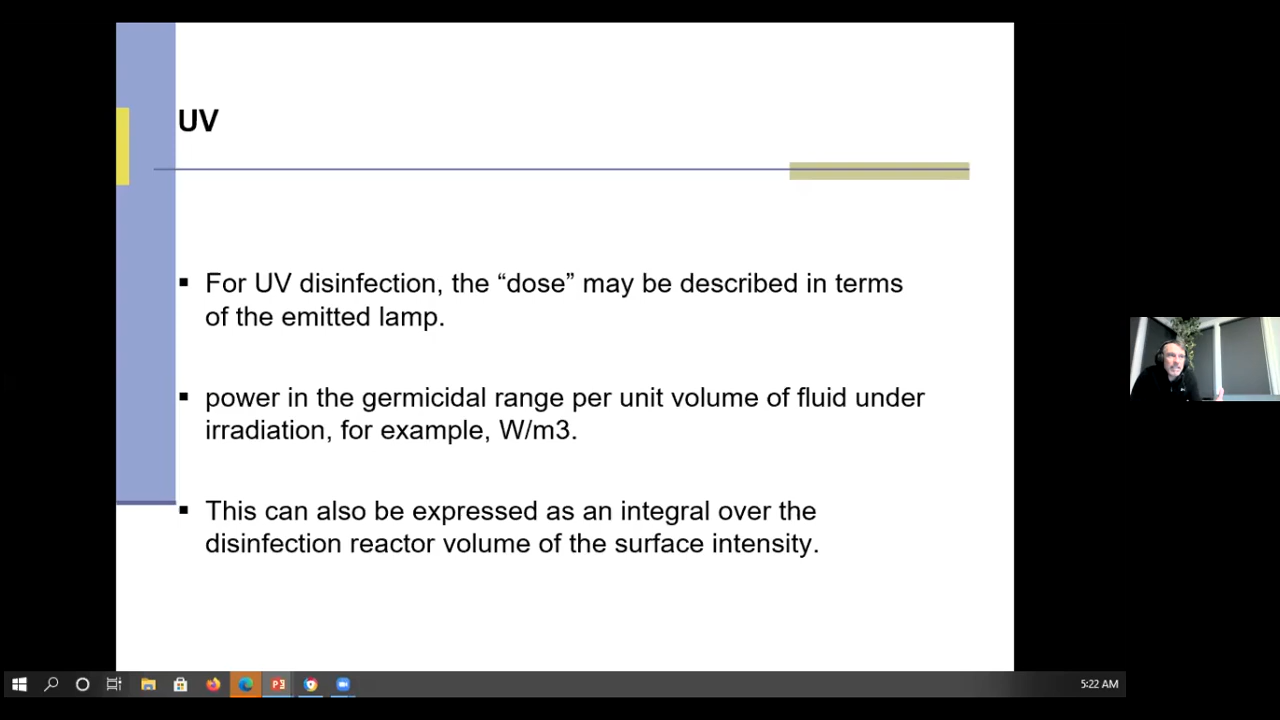 UV
▪ For UV disinfection, the “dose” may be described in terms
of the emitted lamp.
▪ power in the germicidal range per unit volume of fluid under
irradiation, for example, W/m3.
▪ This can also be expressed as an integral over the
disinfection reactor volume of the surface intensity.
5:22 AM